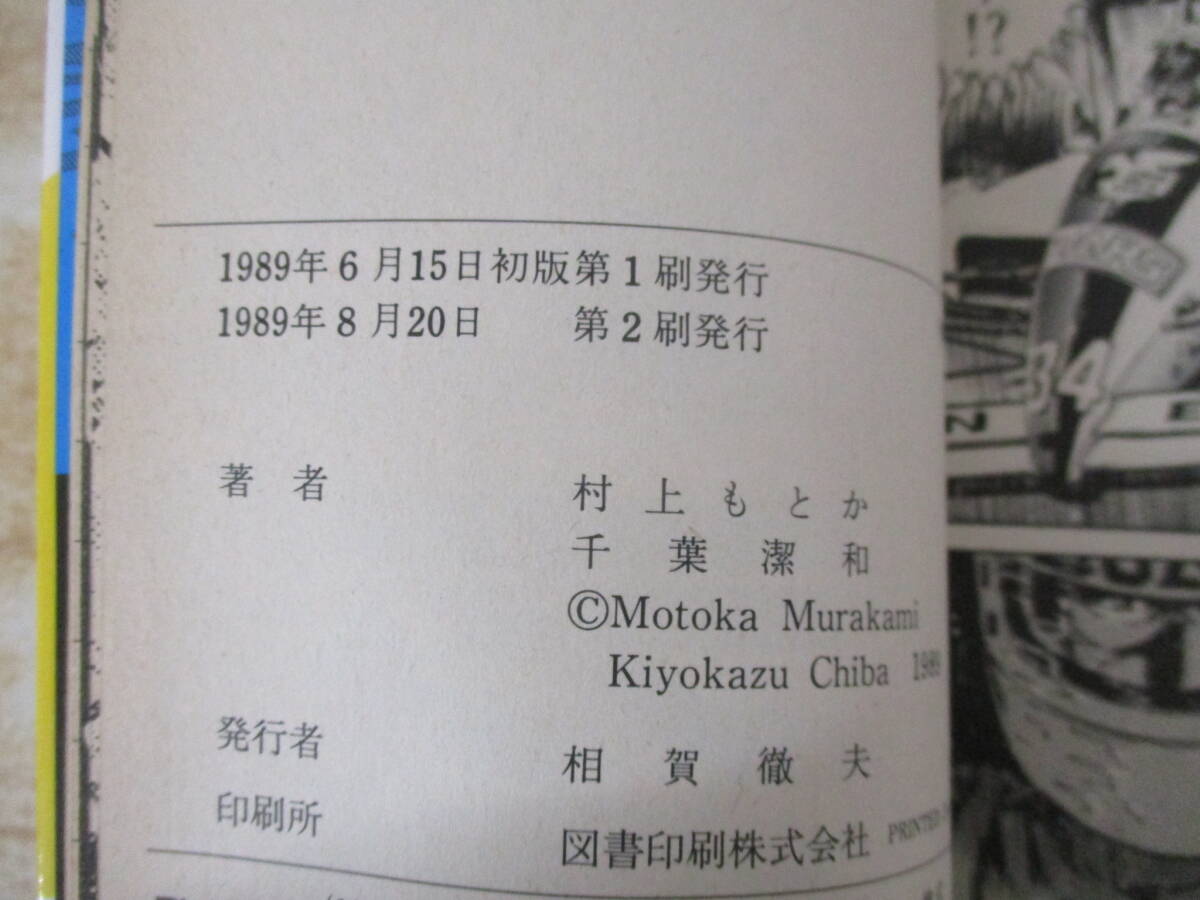 1989年6月15日初版第1刷発行
1989年8月20日 第2刷発行
著者 村上もとか
千葉潔和
©Motoka Murakami
Kiyokazu Chiba 1989
発行者 相賀徹夫
印刷所 図書印刷株式会社 PRINTED
!?
34